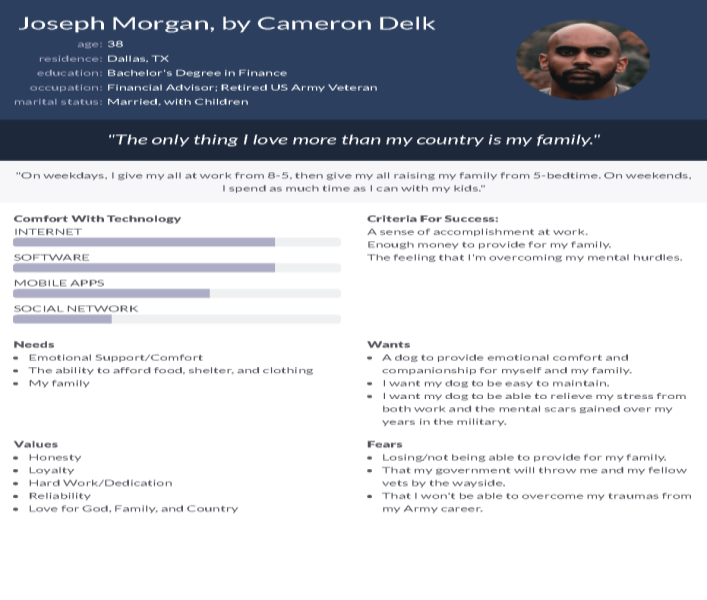 Joseph Morgan, by Cameron Delk
age: 38
residence: Dallas, TX
education: Bachelor's Degree in Finance
occupation: Financial Advisor; Retired US Army Veteran
marital status: Married, with Children
"The only thing I love more than my country is my family."
"On weekdays, I give my all at work from 8-5, then give my all raising my family from 5-bedtime. On weekends,
I spend as much time as I can with my kids."
Comfort With Technology
INTERNET
SOFTWARE
MOBILE APPS
SOCIAL NETWORK
Criteria For Success:
A sense of accomplishment at work.
Enough money to provide for my family.
The feeling that I'm overcoming my mental hurdles.
Needs
• Emotional Support/Comfort
• The ability to afford food, shelter, and clothing
• My family
Wants
• A dog to provide emotional comfort and
companionship for myself and my family.
• I want my dog to be easy to maintain.
• I want my dog to be able to relieve my stress from
both work and the mental scars gained over my
years in the military.
Values
• Honesty
• Loyalty
• Hard Work/Dedication
• Reliability
• Love for God, Family, and Country
Fears
• Losing/not being able to provide for my family.
• That my government will throw me and my fellow
vets by the wayside.
• That I won't be able to overcome my traumas from
my Army career.